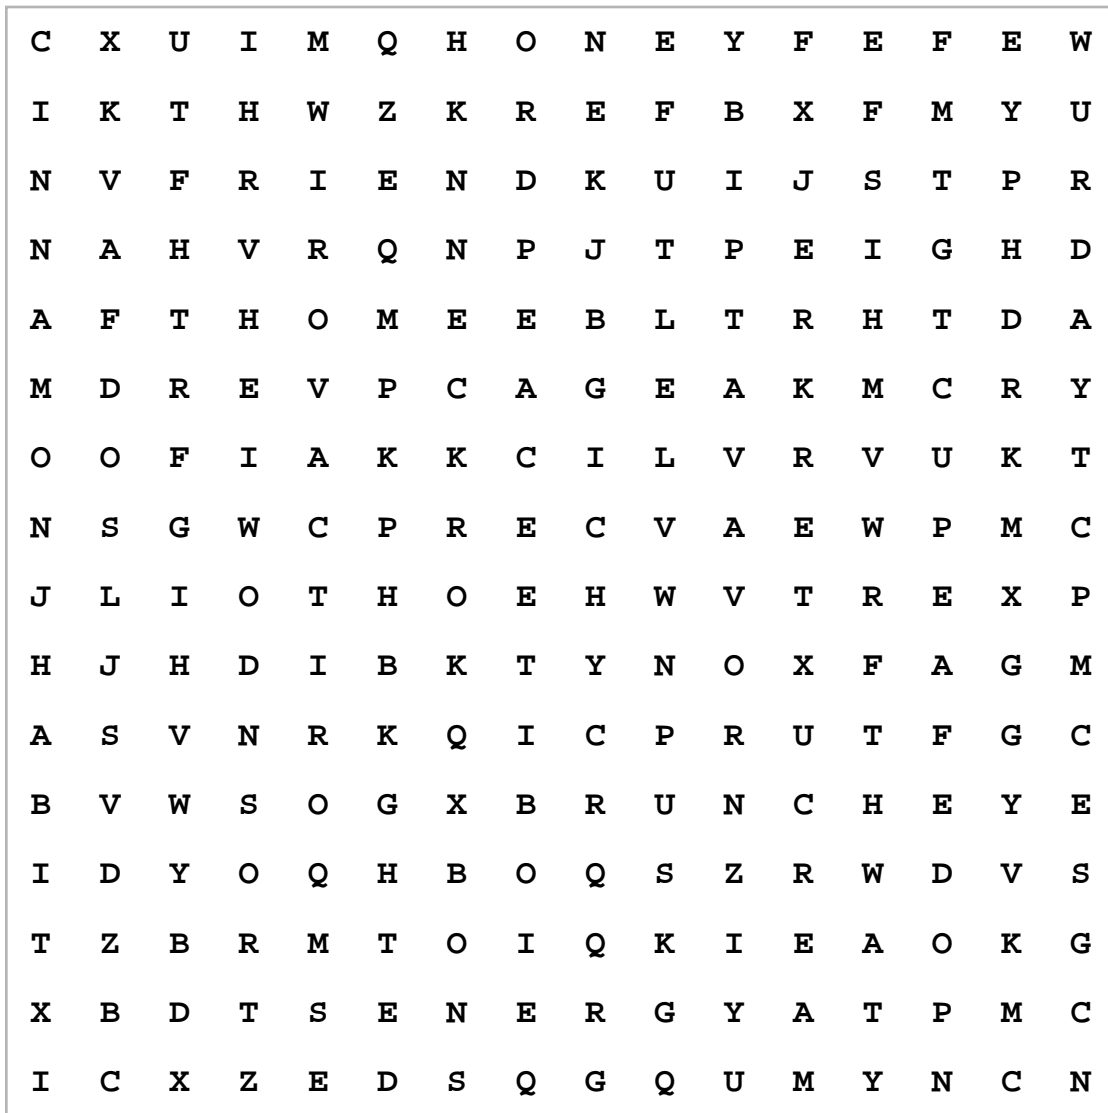 C X U I M Q H O N E Y F E F E W
I K T H W Z K R E F B X F M Y U
N V F R I E N D K U I J S T P R
N A H V R Q N P J T P E I G H D
A F T H O M E E B L T R H T D A
M D R E V P C A G E A K M C R Y
O O F I A K K C I L V R V U K T
N S G W C P R E C V A E W P M C
J L I O T H O E H W V T R E X P
H J H D I B K T Y N O X F A G M
A S V N R K Q I C P R U T F G C
B V W S O G X B R U N C H E Y E
I D Y O Q H B O Q S Z R W D V S
T Z B R M T O I Q K I E A O K G
X B D T S E N E R G Y A T P M C
I C X Z E D S Q G Q U M Y N C N